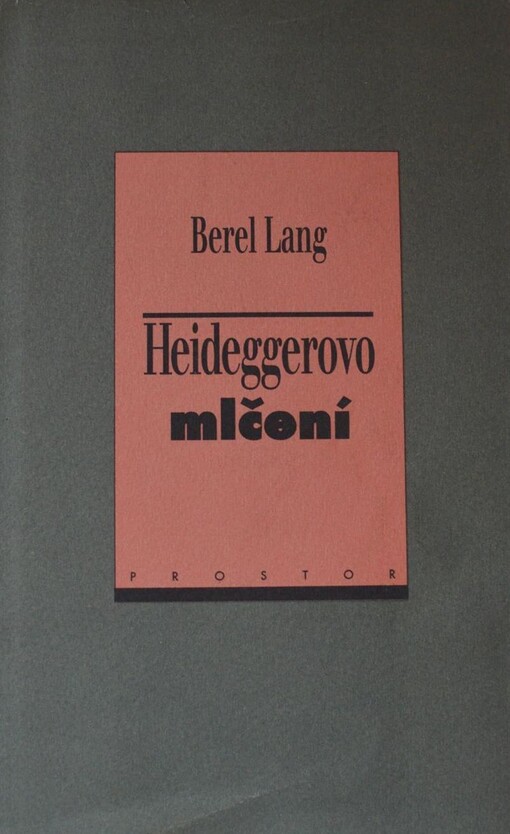 Berel Lang
Heideggerovo
mlčení
PROSTOR